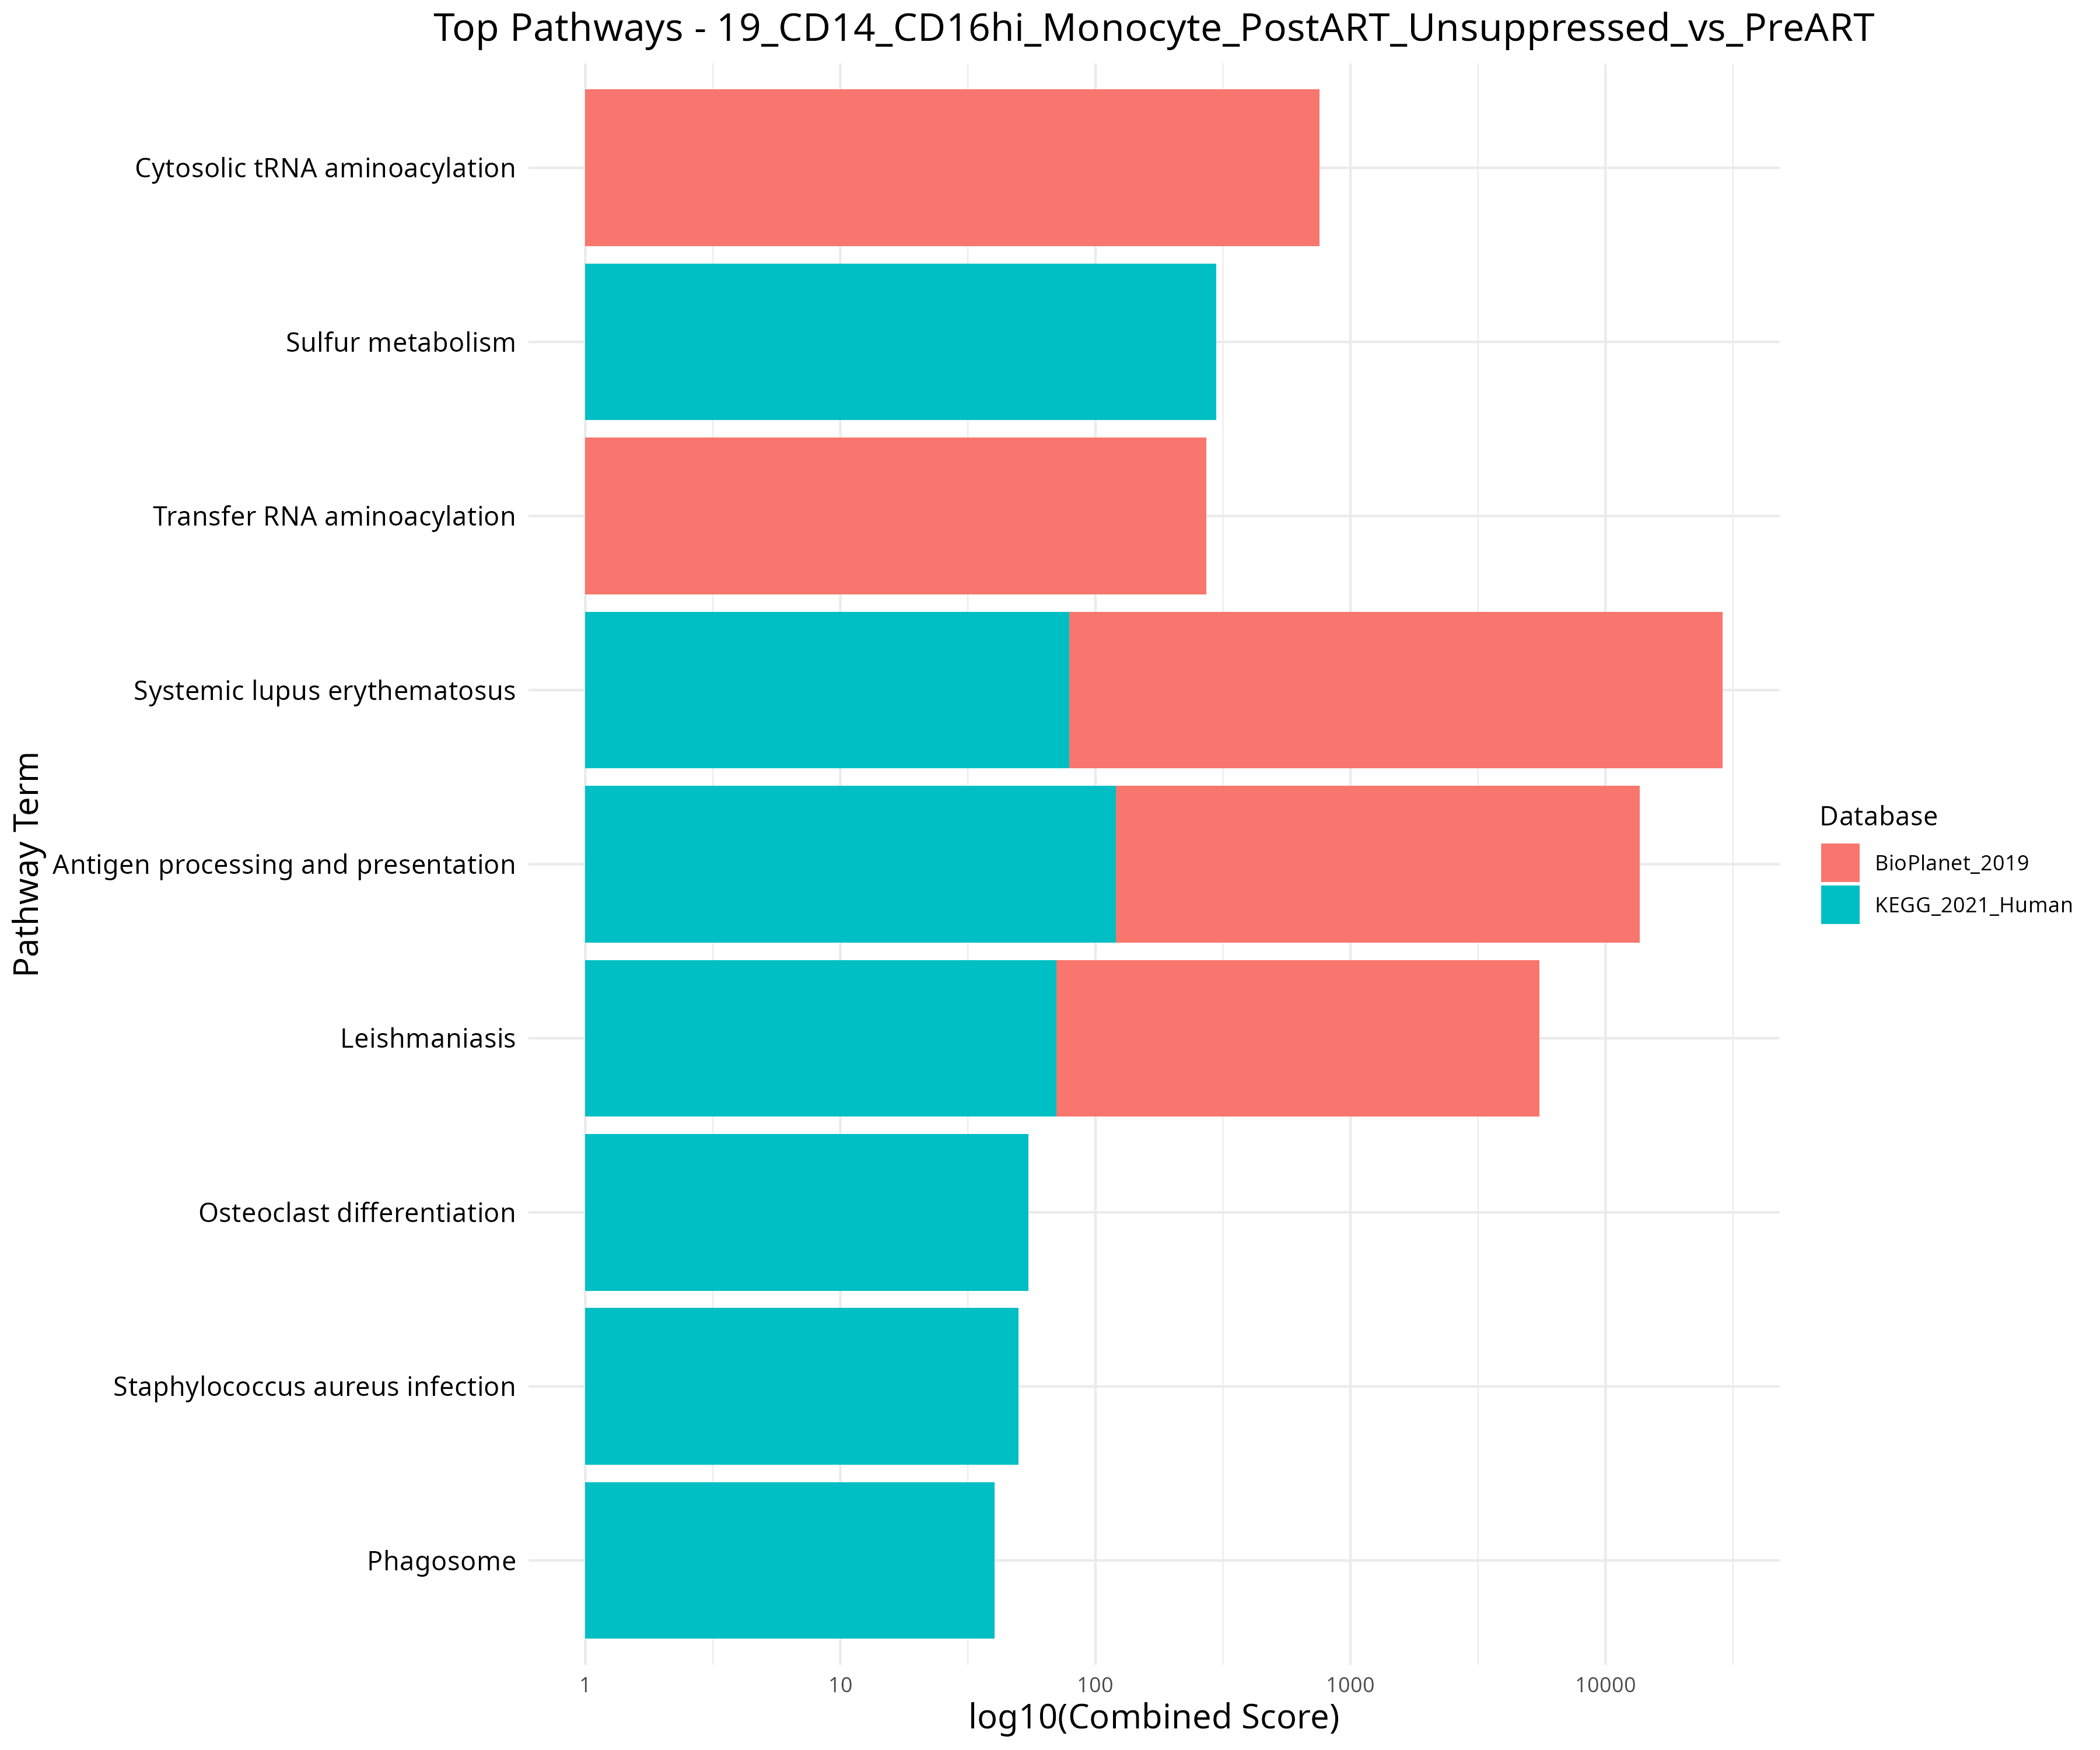 Top Pathways - 19_CD14_CD16hi_Monocyte_PostART_Unsuppressed_vs_PreART
Pathway Term
Cytosolic tRNA aminoacylation
Sulfur metabolism
Transfer RNA aminoacylation
Systemic lupus erythematosus
Antigen processing and presentation
Leishmaniasis
Osteoclast differentiation
Staphylococcus aureus infection
Phagosome
1 10 100 1000 10000
log10(Combined Score)
Database
BioPlanet_2019
KEGG_2021_Human